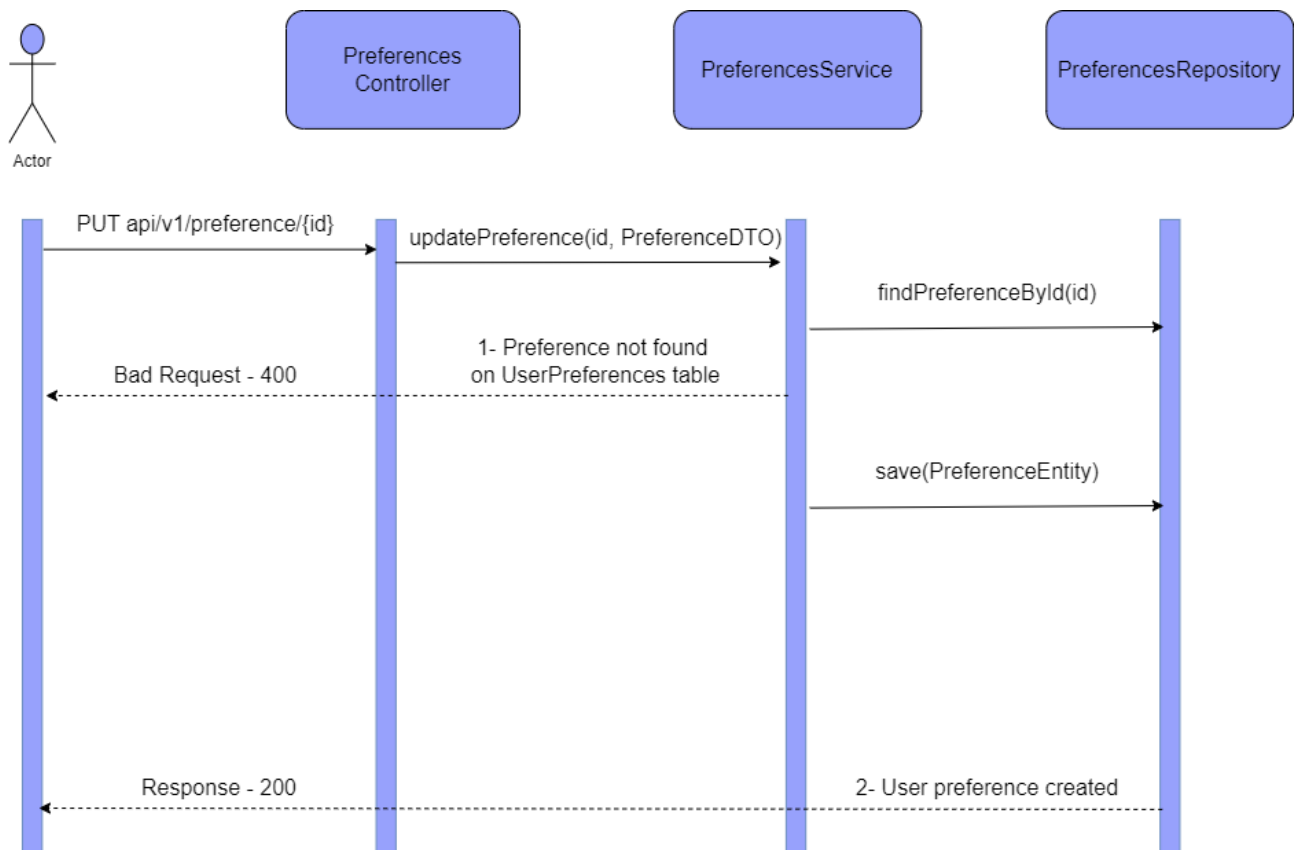 Preferences
Controller
PreferencesService
PreferencesRepository
Actor
PUT api/v1/preference/{id}
updatePreference(id, PreferenceDTO)
findPreferenceById(id)
1- Preference not found
on UserPreferences table
Bad Request - 400
save(PreferenceEntity)
Response - 200
2- User preference created